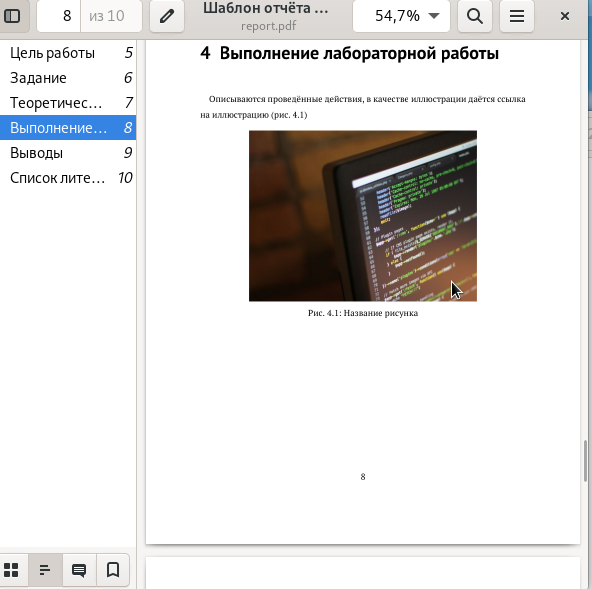 8
из 10
Шаблон отчёта ...
report.pdf
54,7%
Цель работы 5
Задание 6
Теоретичес... 7
Выполнение... 8
Выводы 9
Список лите... 10
4 Выполнение лабораторной работы
Описываются проведённые действия, в качестве иллюстрации даётся ссылка
на иллюстрацию (рис. 4.1)
Рис. 4.1: Название рисунка
8